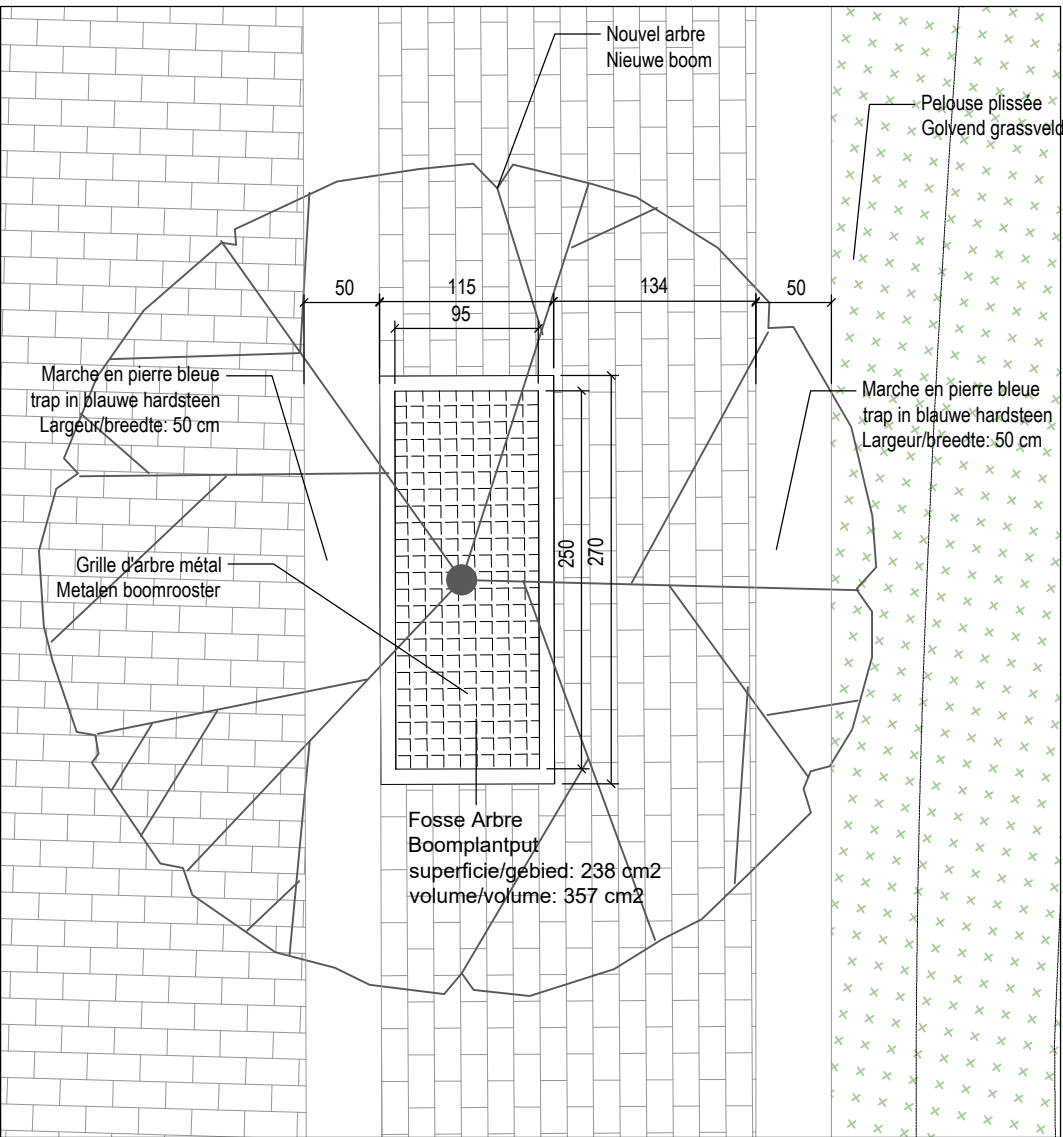 Nouvel arbre
Nieuwe boom
Pelouse plissée
Golvend grassveld
50
115
134
50
95
Marche en pierre bleue
trap in blauwe hardsteen
Largeur/breedte: 50 cm
Marche en pierre bleue
trap in blauwe hardsteen
Largeur/breedte: 50 cm
250
270
Grille d'arbre métal
Metalen boomrooster
Fosse Arbre
Boomplantput
superficie/gebied: 238 cm2
volume/volume: 357 cm2